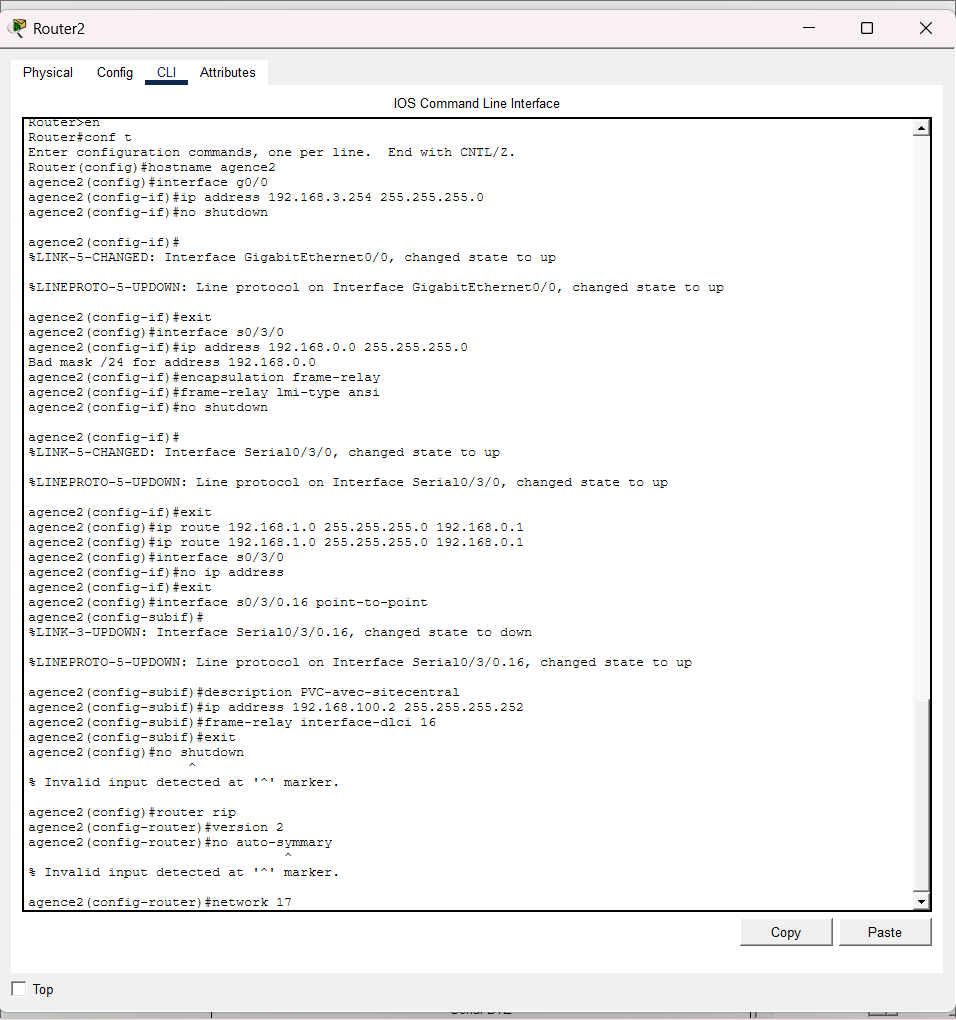 Router2
Physical Config CLI Attributes
IOS Command Line Interface
Router>en
Router#conf t
Enter configuration commands, one per line.  End with CNTL/Z.
Router(config)#hostname agence2
agence2(config)#interface g0/0
agence2(config-if)#ip address 192.168.3.254 255.255.255.0
agence2(config-if)#no shutdown
agence2(config-if)#
%LINK-5-CHANGED: Interface GigabitEthernet0/0, changed state to up
%LINEPROTO-5-UPDOWN: Line protocol on Interface GigabitEthernet0/0, changed state to up
agence2(config-if)#exit
agence2(config)#interface s0/3/0
agence2(config-if)#ip address 192.168.0.0 255.255.255.0
Bad mask /24 for address 192.168.0.0
agence2(config-if)#encapsulation frame-relay
agence2(config-if)#frame-relay lmi-type ansi
agence2(config-if)#no shutdown
agence2(config-if)#
%LINK-5-CHANGED: Interface Serial0/3/0, changed state to up
%LINEPROTO-5-UPDOWN: Line protocol on Interface Serial0/3/0, changed state to up
agence2(config-if)#exit
agence2(config)#ip route 192.168.1.0 255.255.255.0 192.168.0.1
agence2(config)#ip route 192.168.1.0 255.255.255.0 192.168.0.1
agence2(config)#interface s0/3/0
agence2(config-if)#no ip address
agence2(config-if)#exit
agence2(config)#interface s0/3/0.16 point-to-point
agence2(config-subif)#
%LINK-3-UPDOWN: Interface Serial0/3/0.16, changed state to down
%LINEPROTO-5-UPDOWN: Line protocol on Interface Serial0/3/0.16, changed state to up
agence2(config-subif)#description PVC-avec-sitecentral
agence2(config-subif)#ip address 192.168.100.2 255.255.255.252
agence2(config-subif)#frame-relay interface-dlci 16
agence2(config-subif)#exit
agence2(config)#no shutdown
^
% Invalid input detected at '^' marker.
agence2(config)#router rip
agence2(config-router)#version 2
agence2(config-router)#no auto-symmary
^
% Invalid input detected at '^' marker.
agence2(config-router)#network 17
Copy Paste
Top